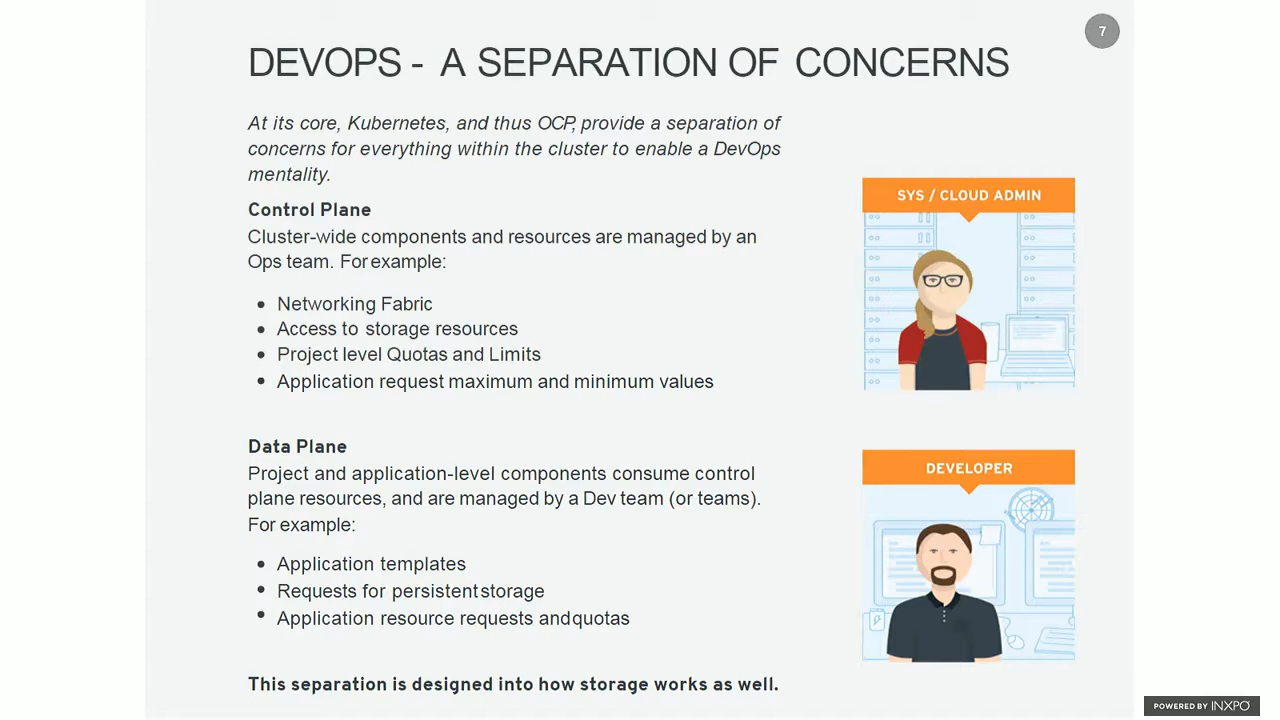 7
DEVOPS - A SEPARATION OF CONCERNS
At its core, Kubernetes, and thus OCP, provide a separation of
concerns for everything within the cluster to enable a DevOps
mentality.
Control Plane
Cluster-wide components and resources are managed by an
Ops team. For example:
• Networking Fabric
• Access to storage resources
• Project level Quotas and Limits
• Application request maximum and minimum values
SYS / CLOUD ADMIN
Data Plane
Project and application-level components consume control
plane resources, and are managed by a Dev team (or teams).
For example:
• Application templates
• Requests for persistent storage
• Application resource requests and quotas
DEVELOPER
This separation is designed into how storage works as well.
POWERED BY INXPO